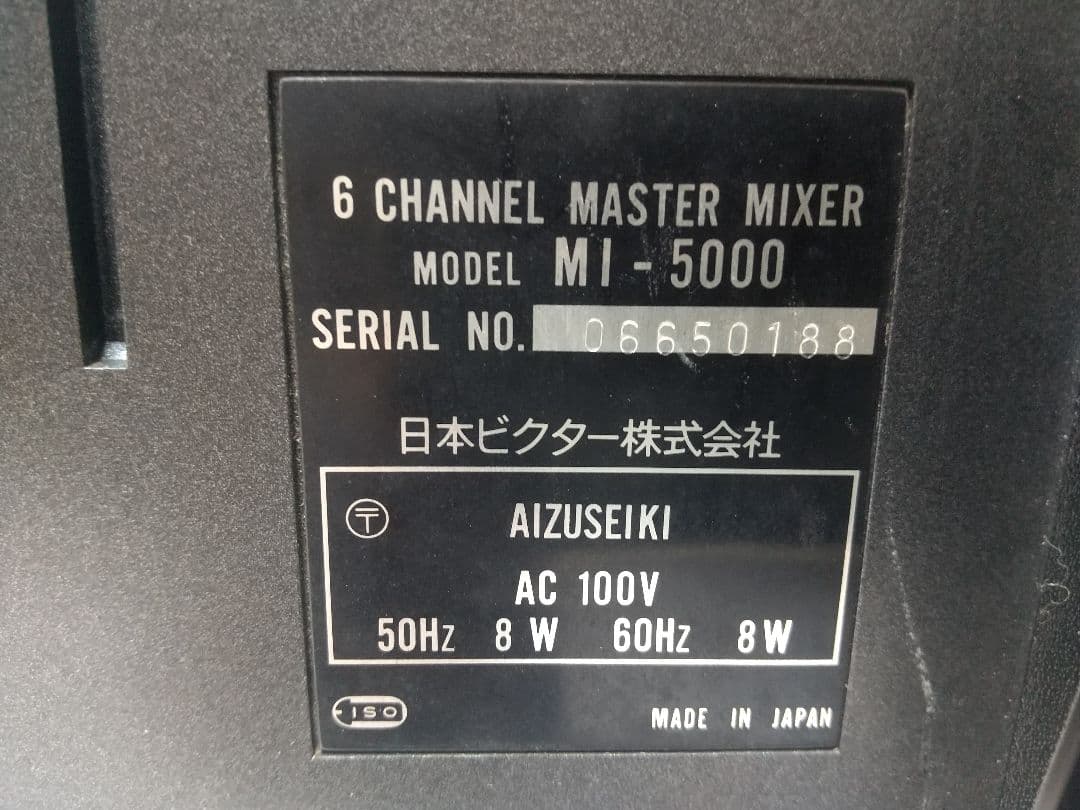 6 CHANNEL MASTER MIXER
MODEL MI - 5000
SERIAL NO. 06650188
日本ビクター株式会社
〒 AIZUSEIKI
AC 100V
50Hz 8 W 60Hz 8 W
ISO MADE IN JAPAN